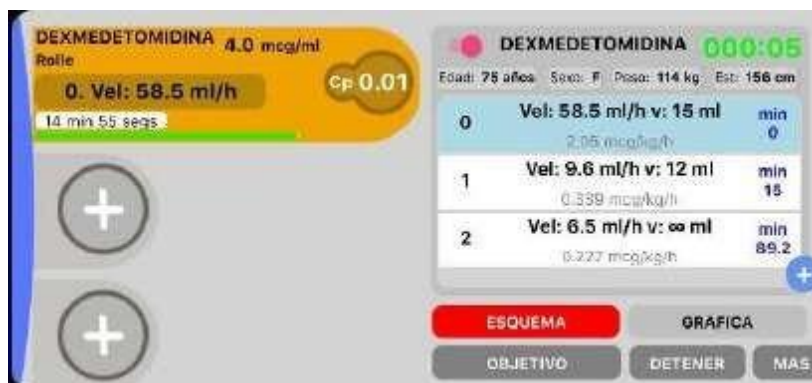 DEXMEDETOMIDINA 4.0 mcg/ml
Rolle
0. Vel: 58.5 ml/h
Cp 0.01
14 min 55 segs
DEXMEDETOMIDINA 000:05
Edad: 75 años Sexo: F Peso: 114 kg Est: 156 cm
0 Vel: 58.5 ml/h v: 15 ml min 0
2.05 mcg/kg/h
1 Vel: 9.6 ml/h v: 12 ml min 15
0.339 mcg/kg/h
2 Vel: 6.5 ml/h v: ∞ ml min 89.2
0.227 mcg/kg/h
ESQUEMA GRAFICA
OBJETIVO DETENER MAS